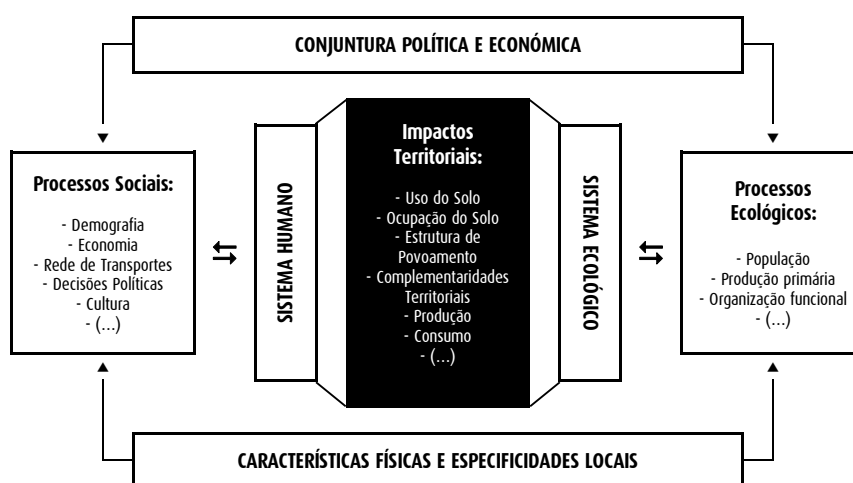 CONJUNTURA POLÍTICA E ECONÓMICA
Processos Sociais:
- Demografia
- Economia
- Rede de Transportes
- Decisões Políticas
- Cultura
- (...)
SISTEMA HUMANO
Impactos
Territoriais:
- Uso do Solo
- Ocupação do Solo
- Estrutura de
Povoamento
- Complementaridades
Territoriais
- Produção
- Consumo
- (...)
SISTEMA ECOLÓGICO
Processos
Ecológicos:
- População
- Produção primária
- Organização funcional
- (...)
CARACTERÍSTICAS FÍSICAS E ESPECIFICIDADES LOCAIS